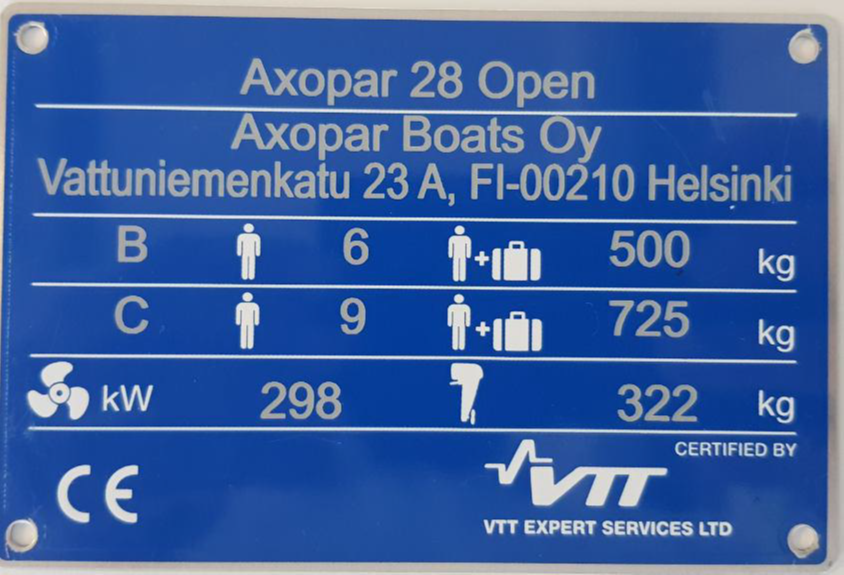 Axopar 28 Open
Axopar Boats Oy
Vattuniemenkatu 23 A, FI-00210 Helsinki
B 6 + 500 kg
C 9 + 725 kg
kW 298 322 kg
CERTIFIED BY
CE VTT
VTT EXPERT SERVICES LTD